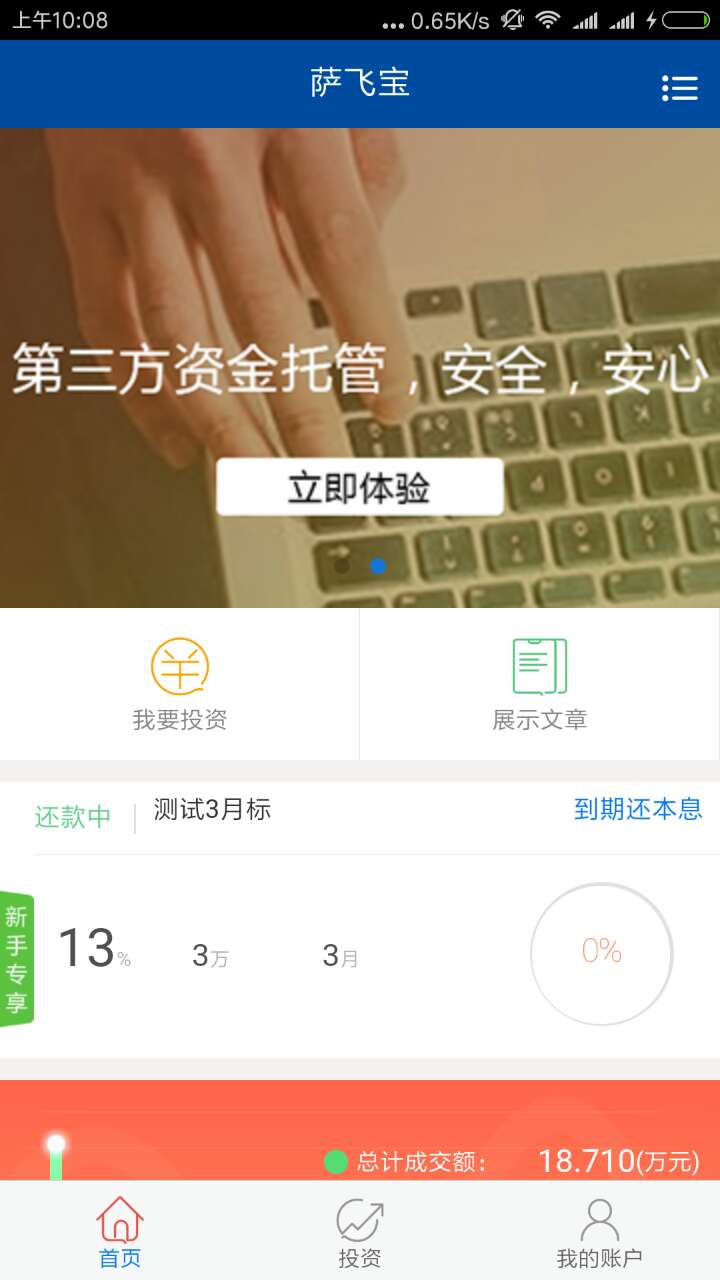 上午10:08
... 0.65K/s
萨飞宝
第三方资金托管，安全，安心
立即体验
我要投资
展示文章
还款中
测试3月标
到期还本息
新手专享
13%
3万
3月
0%
总计成交额：
18.710(万元)
首页
投资
我的账户